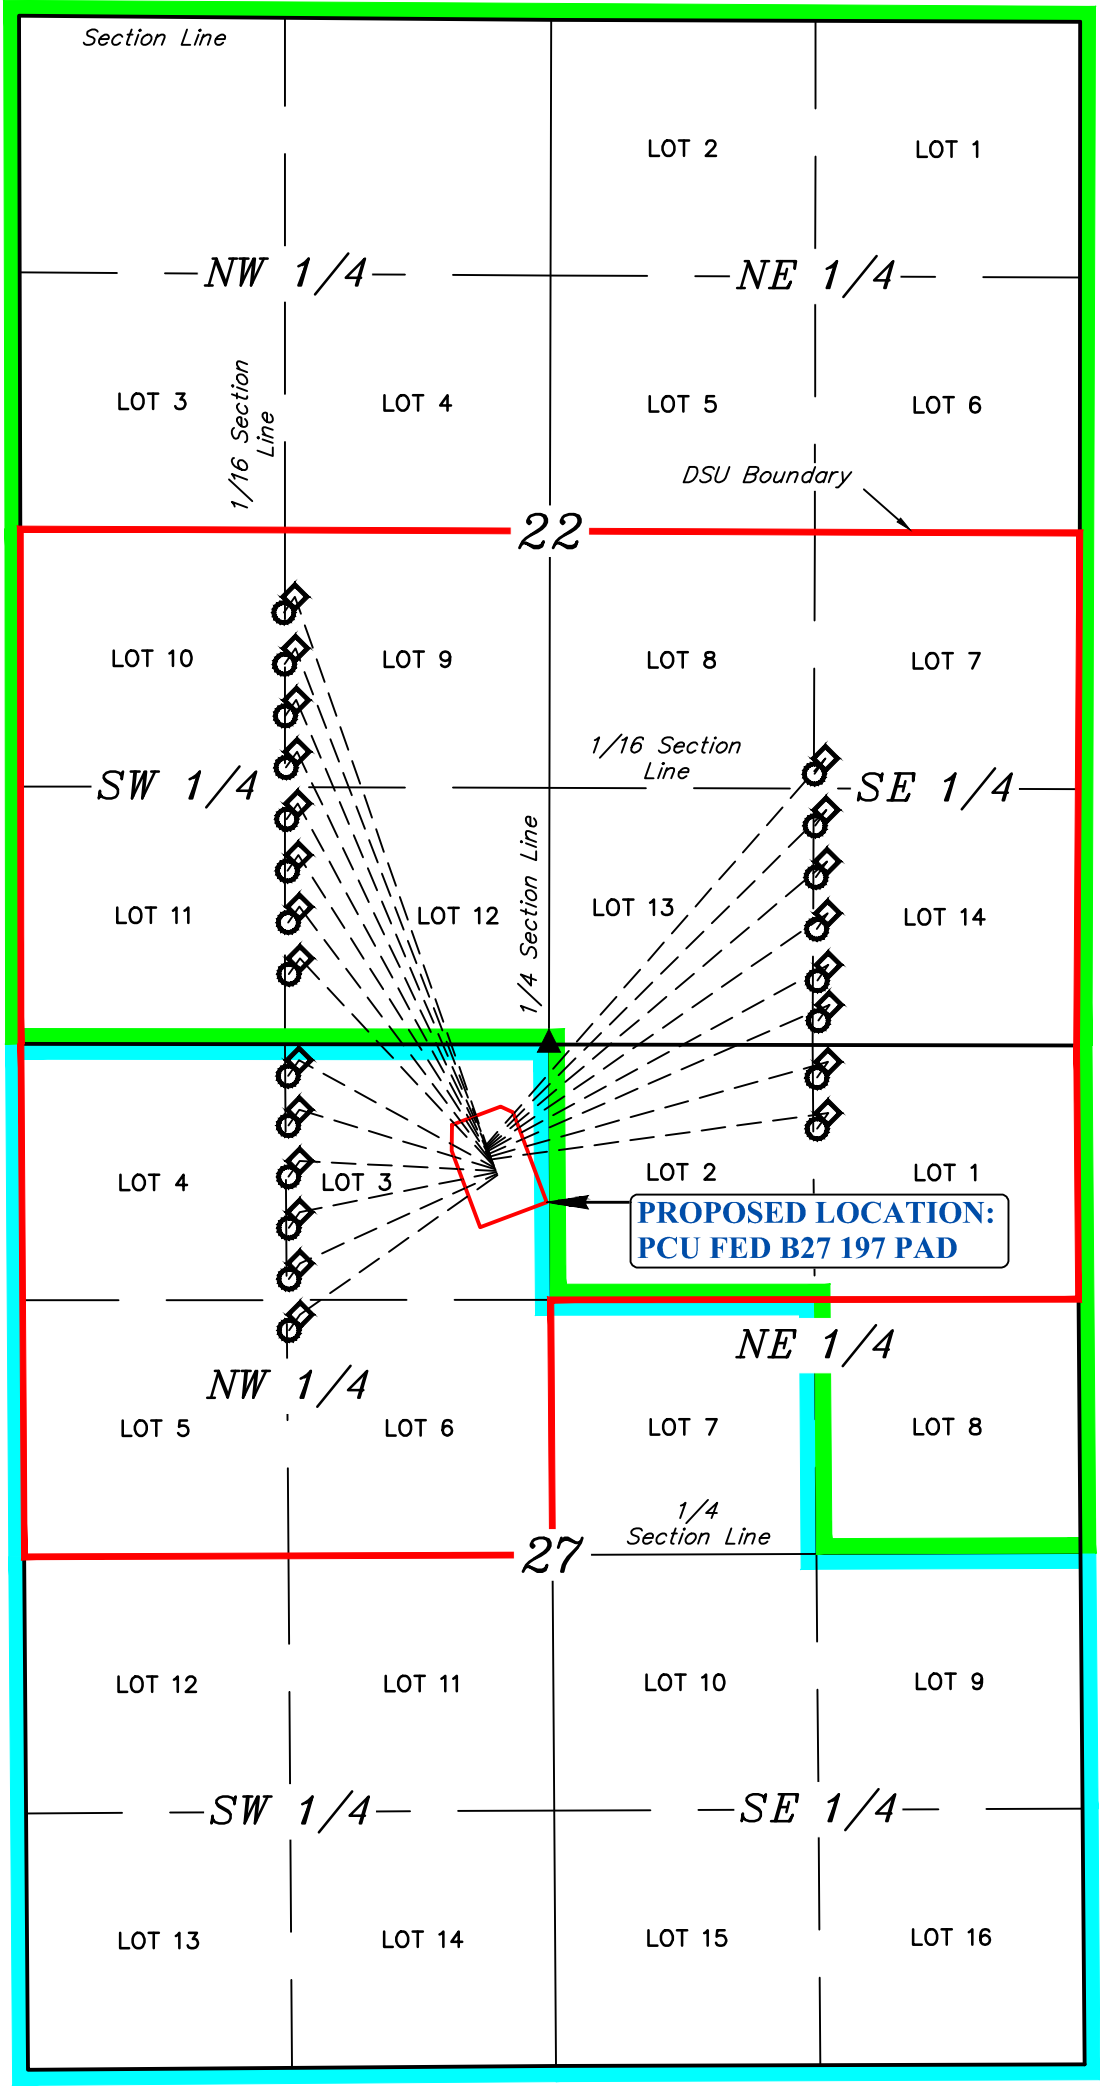 Section Line
LOT 2
LOT 1
NW 1/4
NE 1/4
LOT 3
1/16 Section
Line
LOT 4
LOT 5
LOT 6
DSU Boundary
22
LOT 10
LOT 9
LOT 8
LOT 7
1/16 Section
Line
SW 1/4
SE 1/4
LOT 11
LOT 12
1/4 Section Line
LOT 13
LOT 14
LOT 4
LOT 3
LOT 2
LOT 1
PROPOSED LOCATION:
PCU FED B27 197 PAD
NE 1/4
NW 1/4
LOT 5
LOT 6
LOT 7
LOT 8
1/4
Section Line
27
LOT 12
LOT 11
LOT 10
LOT 9
SW 1/4
SE 1/4
LOT 13
LOT 14
LOT 15
LOT 16